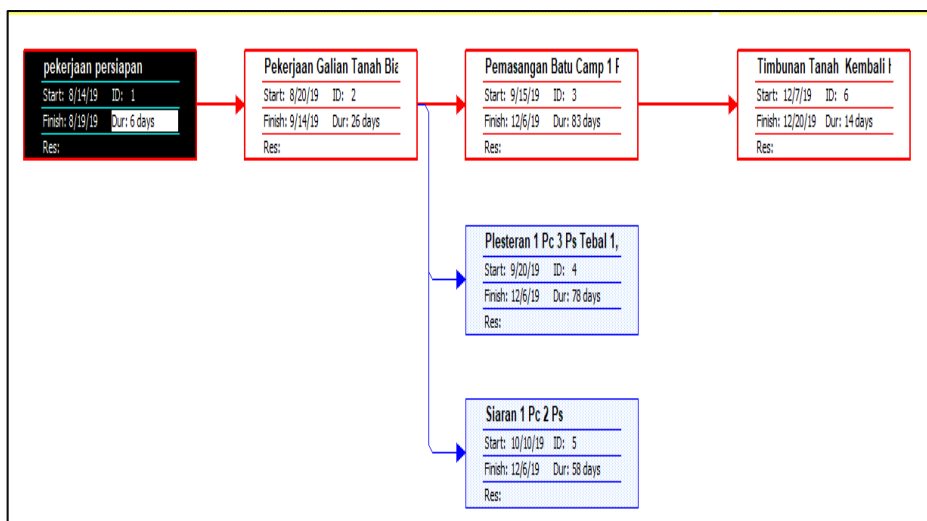 pekerjaan persiapan
Start: 8/14/19 ID: 1
Finish: 8/19/19 Dur: 6 days
Res:
Pekerjaan Galian Tanah Bia
Start: 8/20/19 ID: 2
Finish: 9/14/19 Dur: 26 days
Res:
Pemasangan Batu Camp 1 F
Start: 9/15/19 ID: 3
Finish: 12/6/19 Dur: 83 days
Res:
Timbunan Tanah Kembali
Start: 12/7/19 ID: 6
Finish: 12/20/19 Dur: 14 days
Res:
Plesteran 1 Pc 3 Ps Tebal 1,
Start: 9/20/19 ID: 4
Finish: 12/6/19 Dur: 78 days
Res:
Siaran 1 Pc 2 Ps
Start: 10/10/19 ID: 5
Finish: 12/6/19 Dur: 58 days
Res: